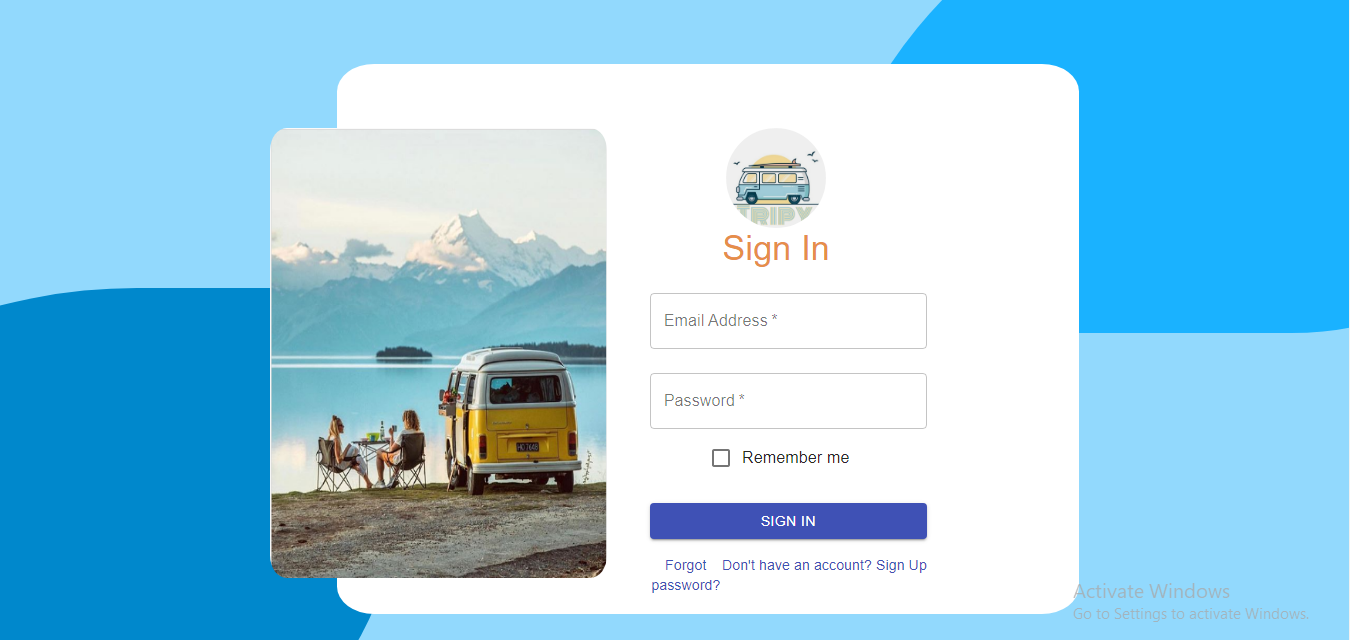 TRIPY
Sign In
Email Address *
Password *
Remember me
SIGN IN
Forgot password?
Don't have an account? Sign Up
Activate Windows
Go to Settings to activate Windows.